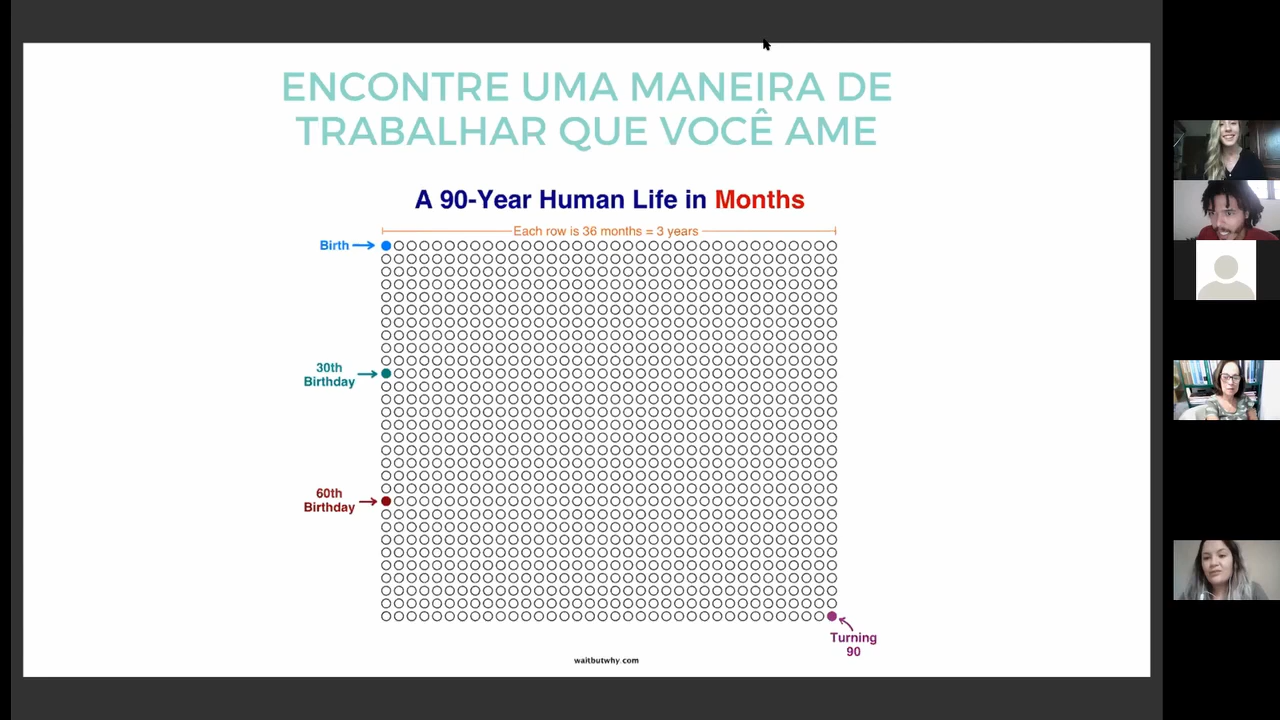 ENCONTRE UMA MANEIRA DE
TRABALHAR QUE VOCÊ AME
A 90-Year Human Life in Months
Each row is 36 months = 3 years
Birth
30th
Birthday
60th
Birthday
Turning
90
waitbutwhy.com